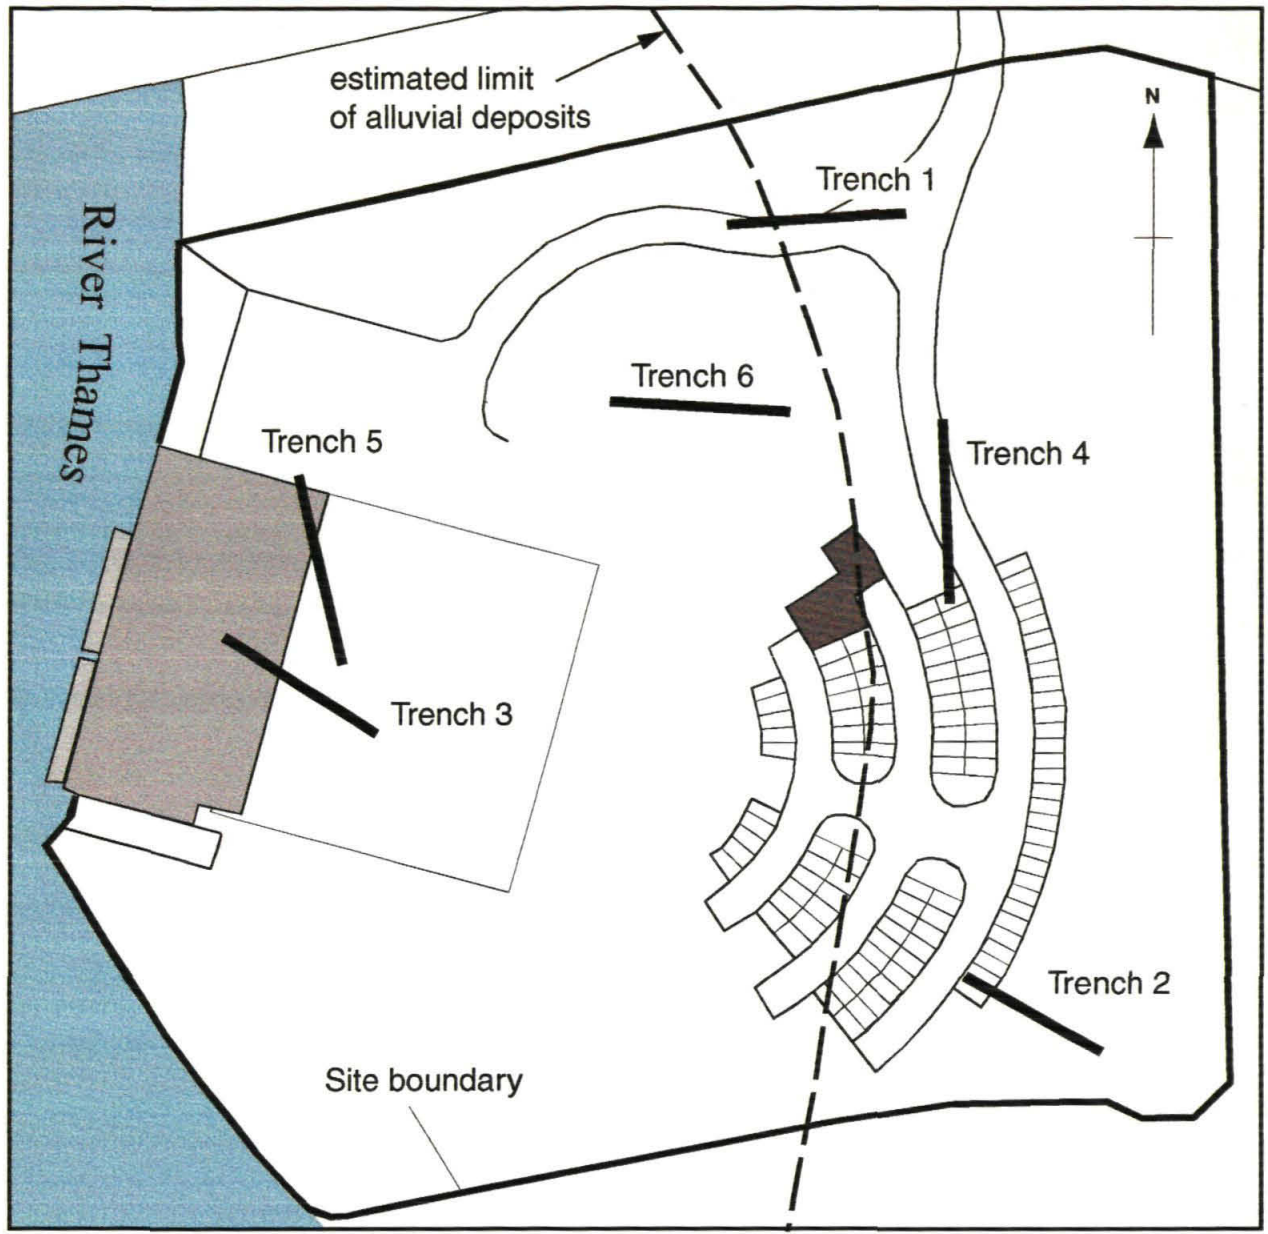 estimated limit
of alluvial deposits
N
Trench 1
River Thames
Trench 6
Trench 5
Trench 4
Trench 3
Trench 2
Site boundary